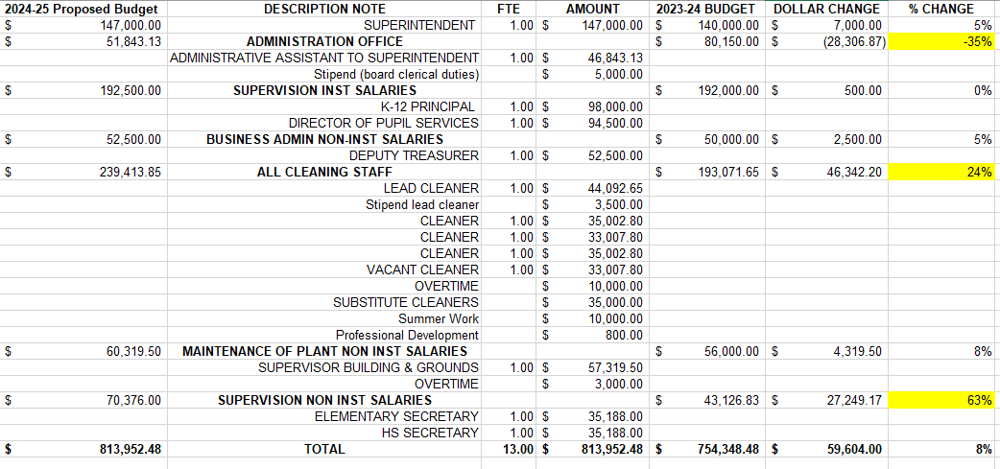 2024-25 Proposed Budget DESCRIPTION NOTE FTE AMOUNT 2023-24 BUDGET DOLLAR CHANGE % CHANGE
$ 147,000.00 SUPERINTENDENT 1.00 $ 147,000.00 $ 140,000.00 $ 7,000.00 5%
$ 51,843.13 ADMINISTRATION OFFICE $ 80,150.00 $ (28,306.87) -35%
ADMINISTRATIVE ASSISTANT TO SUPERINTENDENT 1.00 $ 46,843.13
Stipend (board clerical duties) $ 5,000.00
$ 192,500.00 SUPERVISION INST SALARIES $ 192,000.00 $ 500.00 0%
K-12 PRINCIPAL 1.00 $ 98,000.00
DIRECTOR OF PUPIL SERVICES 1.00 $ 94,500.00
$ 52,500.00 BUSINESS ADMIN NON-INST SALARIES $ 50,000.00 $ 2,500.00 5%
DEPUTY TREASURER 1.00 $ 52,500.00
$ 239,413.85 ALL CLEANING STAFF $ 193,071.65 $ 46,342.20 24%
LEAD CLEANER 1.00 $ 44,092.65
Stipend lead cleaner $ 3,500.00
CLEANER 1.00 $ 35,002.80
CLEANER 1.00 $ 33,007.80
CLEANER 1.00 $ 35,002.80
VACANT CLEANER 1.00 $ 33,007.80
OVERTIME $ 10,000.00
SUBSTITUTE CLEANERS $ 35,000.00
Summer Work $ 10,000.00
Professional Development $ 800.00
$ 60,319.50 MAINTENANCE OF PLANT NON INST SALARIES $ 56,000.00 $ 4,319.50 8%
SUPERVISOR BUILDING & GROUNDS 1.00 $ 57,319.50
OVERTIME $ 3,000.00
$ 70,376.00 SUPERVISION NON INST SALARIES $ 43,126.83 $ 27,249.17 63%
ELEMENTARY SECRETARY 1.00 $ 35,188.00
HS SECRETARY 1.00 $ 35,188.00
$ 813,952.48 TOTAL 13.00 $ 813,952.48 $ 754,348.48 $ 59,604.00 8%